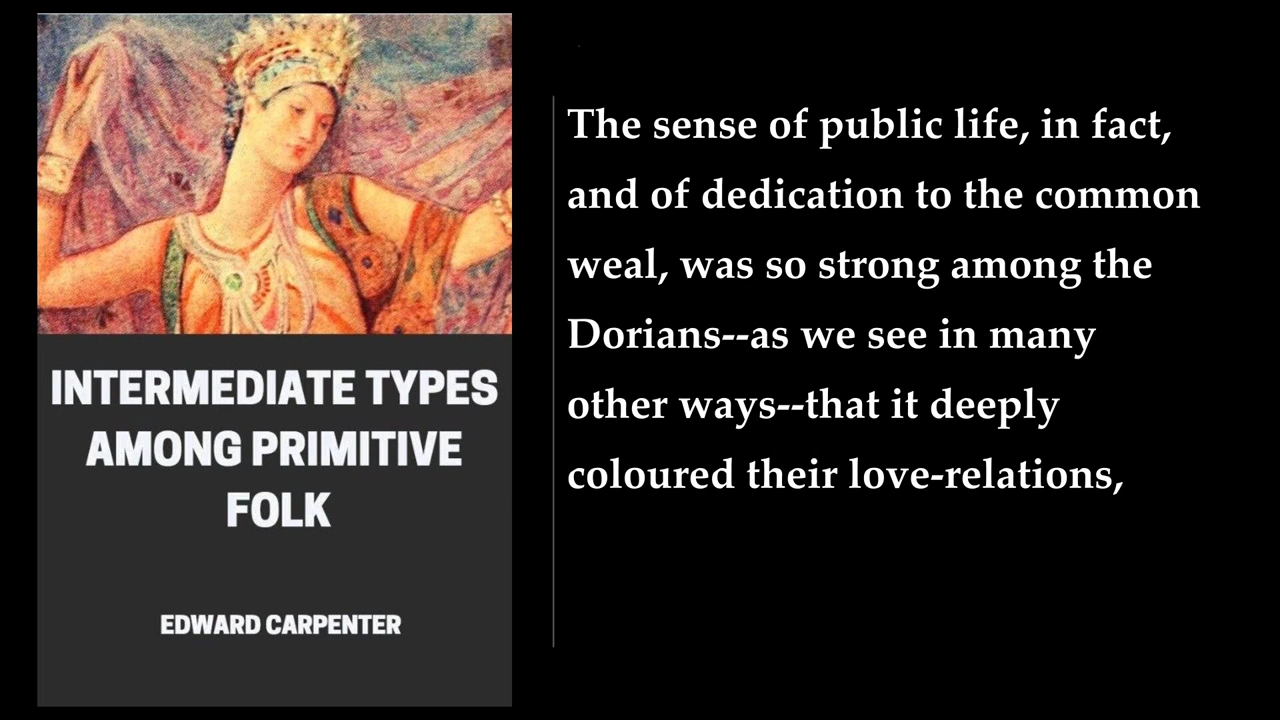 INTERMEDIATE TYPES
AMONG PRIMITIVE
FOLK
EDWARD CARPENTER
The sense of public life, in fact,
and of dedication to the common
weal, was so strong among the
Dorians--as we see in many
other ways--that it deeply
coloured their love-relations,